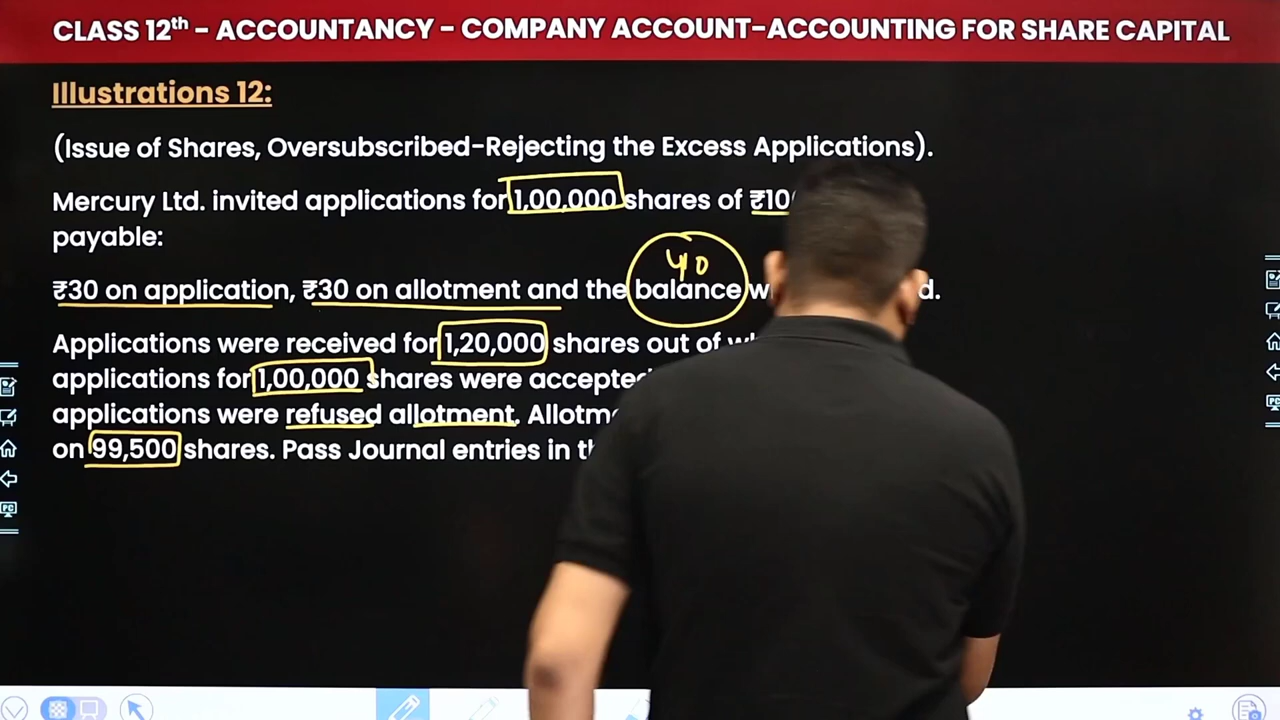 CLASS 12th - ACCOUNTANCY - COMPANY ACCOUNT-ACCOUNTING FOR SHARE CAPITAL
Illustrations 12:
(Issue of Shares, Oversubscribed-Rejecting the Excess Applications).
Mercury Ltd. invited applications for 1,00,000 shares of ₹10
payable:
40
₹30 on application, ₹30 on allotment and the balance
Applications were received for 1,20,000 shares out of
applications for 1,00,000 shares were accepted
applications were refused allotment.
on 99,500 shares. Pass Journal entries in